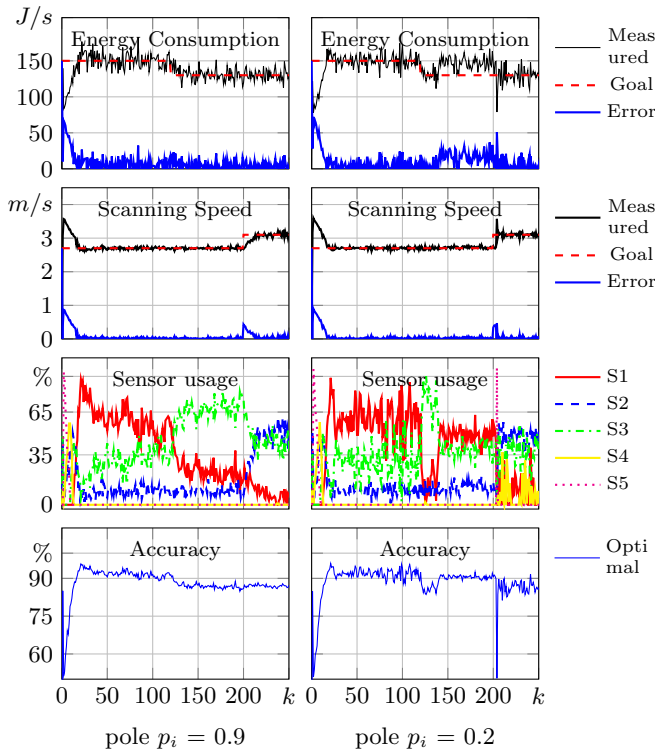 J/s
Energy Consumption
Energy Consumption
150
100
50
0
Meas
ured
Goal
Error
m/s
Scanning Speed
Scanning Speed
3
2
1
0
Meas
ured
Goal
Error
%
Sensor usage
Sensor usage
65
35
0
S1
S2
S3
S4
S5
%
Accuracy
Accuracy
90
75
60
Opti
mal
0 50 100 150 200 k
0 50 100 150 200 k
pole p_i = 0.9
pole p_i = 0.2